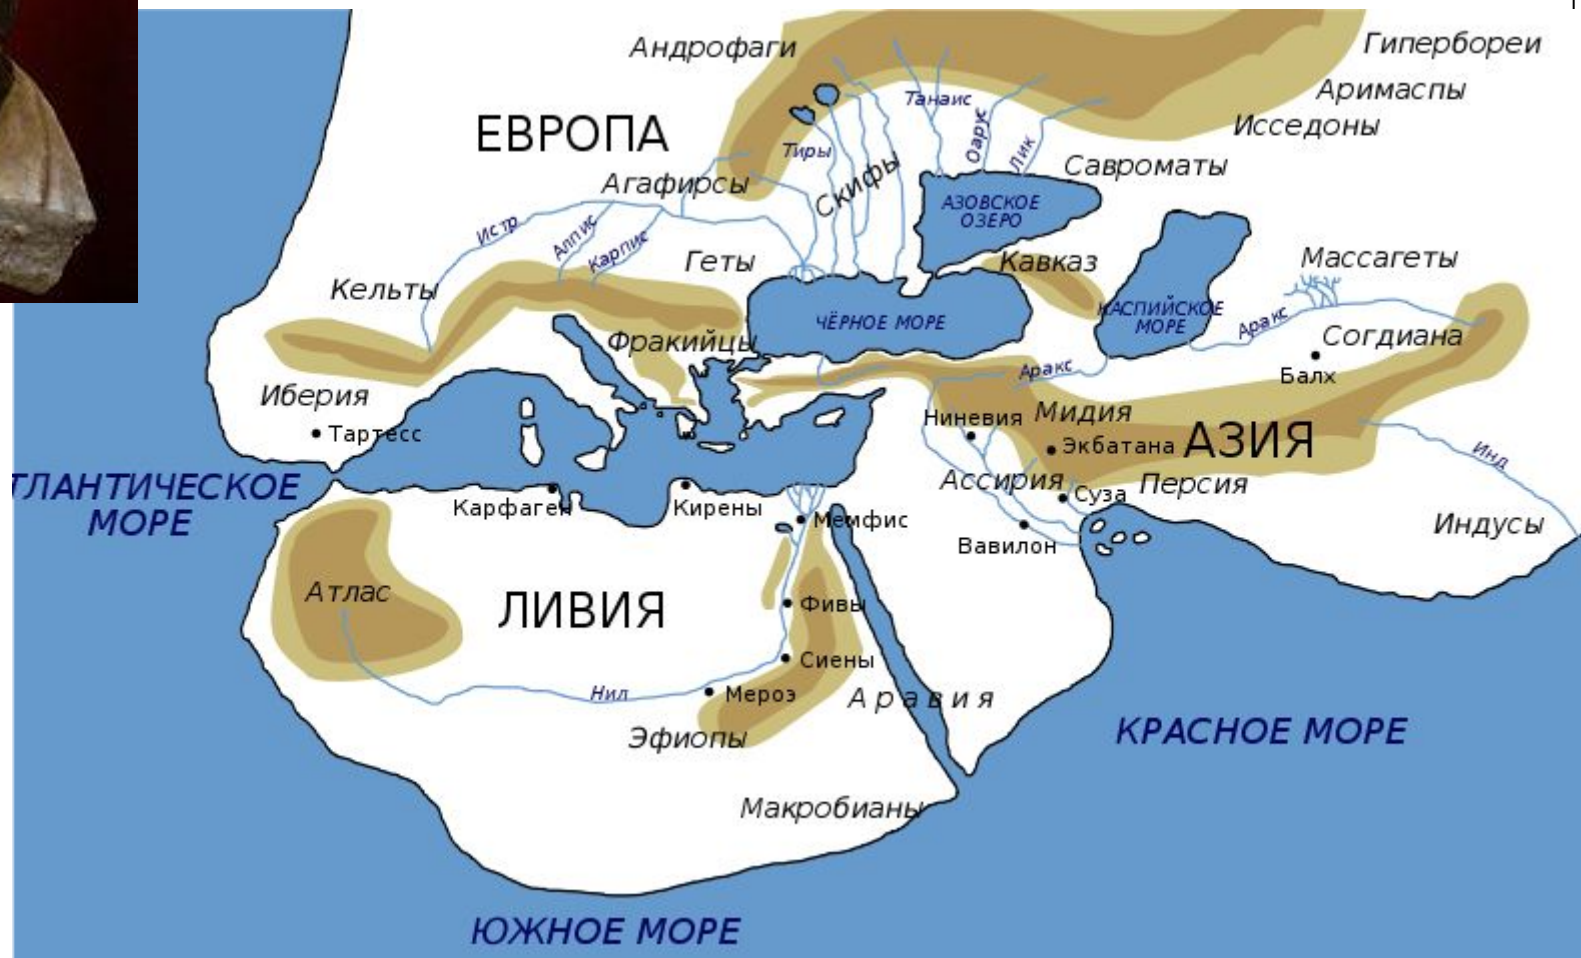 Андрофаги
Гипербореи
Аримаспы
Исседоны
Танаис
Оарус
Лик
ЕВРОПА
Тиры
Скифы
Савроматы
Агафирсы
АЗОВСКОЕ
ОЗЕРО
Истр
Алпис
Карпис
Геты
Кавказ
Массагеты
Кельты
ЧЁРНОЕ МОРЕ
КАСПИЙСКОЕ
МОРЕ
Аракс
Согдиана
Фракийцы
Балх
Аракс
Иберия
Тартесс
Ниневия
Мидия
Экбатана
АЗИЯ
Инд
ТЛАНТИЧЕСКОЕ
МОРЕ
Карфаген
Кирены
Мемфис
Ассирия
Суза
Персия
Вавилон
Индусы
Атлас
ЛИВИЯ
Фивы
Сиены
Нил
Мероэ
Аравия
Эфиопы
КРАСНОЕ МОРЕ
Макробианы
ЮЖНОЕ МОРЕ